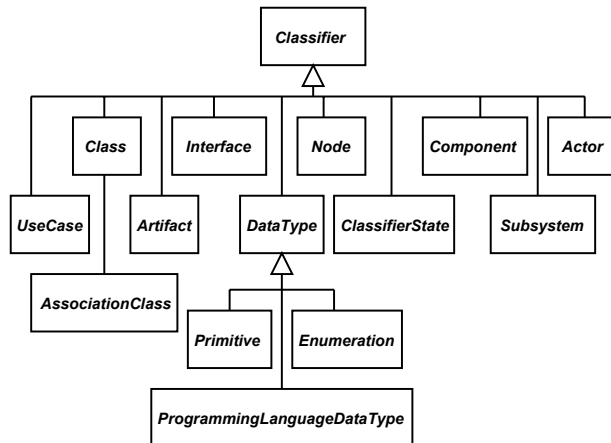 Classifier
Class
Interface
Node
Component
Actor
UseCase
Artifact
DataType
ClassifierState
Subsystem
AssociationClass
Primitive
Enumeration
ProgrammingLanguageDataType